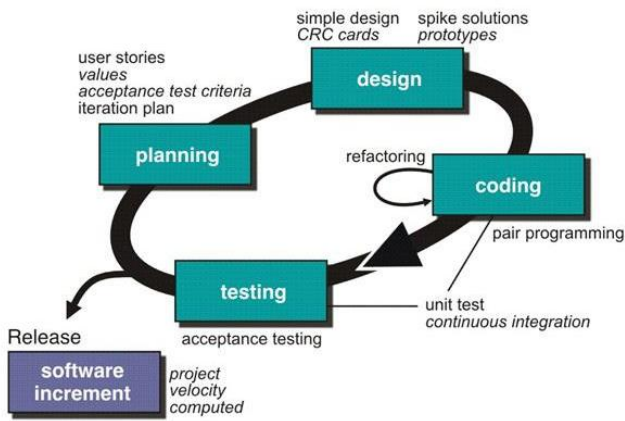 simple design
CRC cards
spike solutions
prototypes
design
user stories
values
acceptance test criteria
iteration plan
planning
refactoring
coding
pair programming
testing
acceptance testing
unit test
continuous integration
Release
software
increment
project
velocity
computed